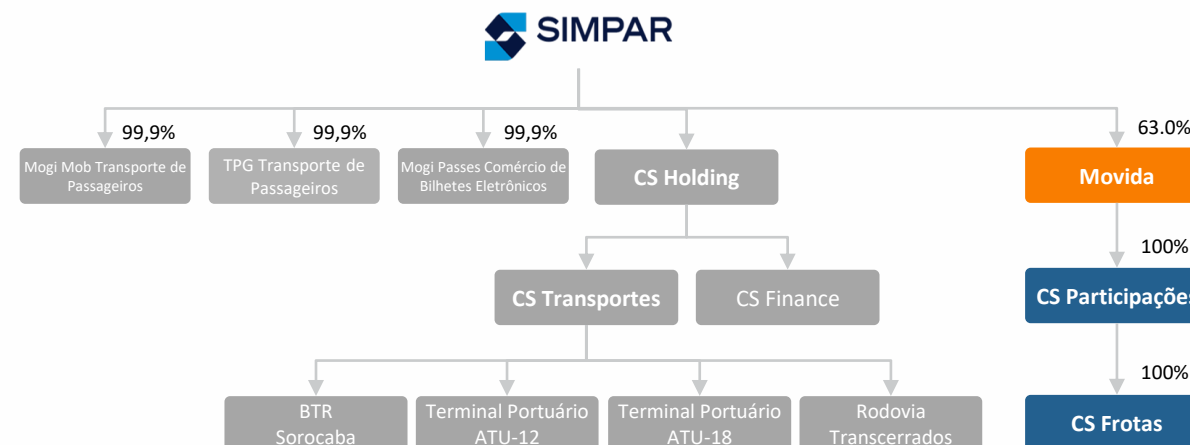 SIMPAR
99,9%
99,9%
99,9%
63.0%
Mogi Mob Transporte de
Passageiros
TPG Transporte de
Passageiros
Mogi Passes Comércio de
Bilhetes Eletrônicos
CS Holding
Movida
100%
CS Transportes
CS Finance
CS Participações
100%
BTR
Sorocaba
Terminal Portuário
ATU-12
Terminal Portuário
ATU-18
Rodovia
Transcerrados
CS Frotas